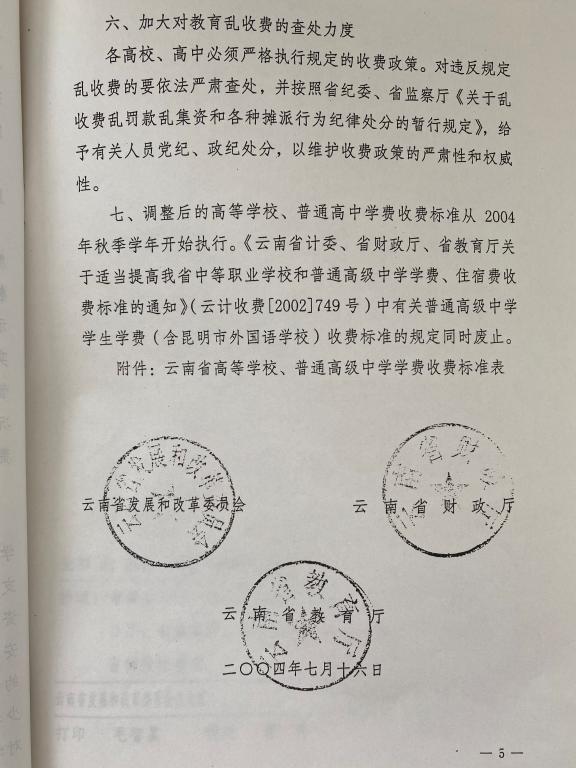 六、加大对教育乱收费的查处力度
各高校、高中必须严格执行规定的收费政策。对违反规定
乱收费的要依法严肃查处，并按照省纪委、省监察厅《关于乱
收费乱罚款乱集资和各种摊派行为纪律处分的暂行规定》，给
予有关人员党纪、政纪处分，以维护收费政策的严肃性和权威
性。
七、调整后的高等学校、普通高中学费收费标准从 2004
年秋季学年开始执行。《云南省计委、省财政厅、省教育厅关
于适当提高我省中等职业学校和普通高级中学学费、住宿费收
费标准的通知》（云计收费[2002]749 号）中有关普通高级中学
学生学费（含昆明市外国语学校）收费标准的规定同时废止。
附件：云南省高等学校、普通高级中学学费收费标准表
云南省发展和改革委员会
云南省财政厅
云南省教育厅
二〇〇四年七月十六日
— 5 —